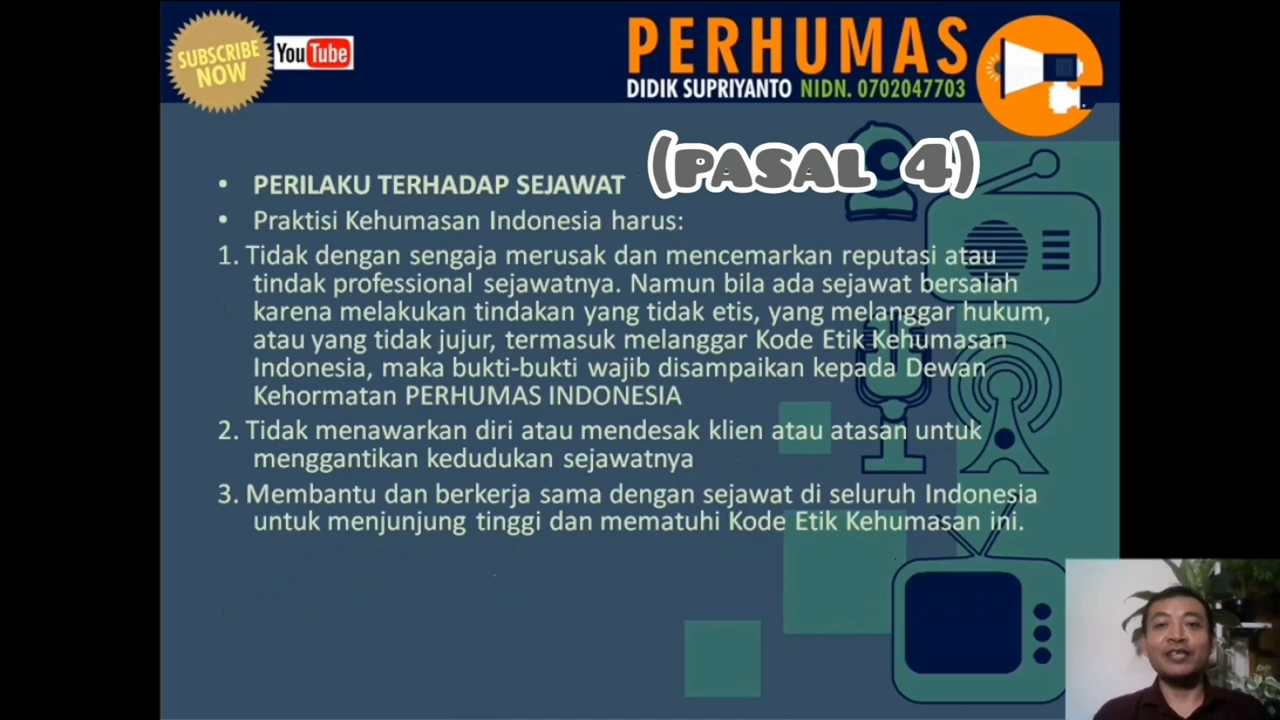 SUBSCRIBE
NOW
YouTube
PERHUMAS
DIDIK SUPRIYANTO NIDN. 0702047703
(PASAL 4)
• PERILAKU TERHADAP SEJAWAT
• Praktisi Kehumasan Indonesia harus:
1. Tidak dengan sengaja merusak dan mencemarkan reputasi atau
tindak professional sejawatnya. Namun bila ada sejawat bersalah
karena melakukan tindakan yang tidak etis, yang melanggar hukum,
atau yang tidak jujur, termasuk melanggar Kode Etik Kehumasan
Indonesia, maka bukti-bukti wajib disampaikan kepada Dewan
Kehormatan PERHUMAS INDONESIA
2. Tidak menawarkan diri atau mendesak klien atau atasan untuk
menggantikan kedudukan sejawatnya
3. Membantu dan berkerja sama dengan sejawat di seluruh Indonesia
untuk menjunjung tinggi dan mematuhi Kode Etik Kehumasan ini.